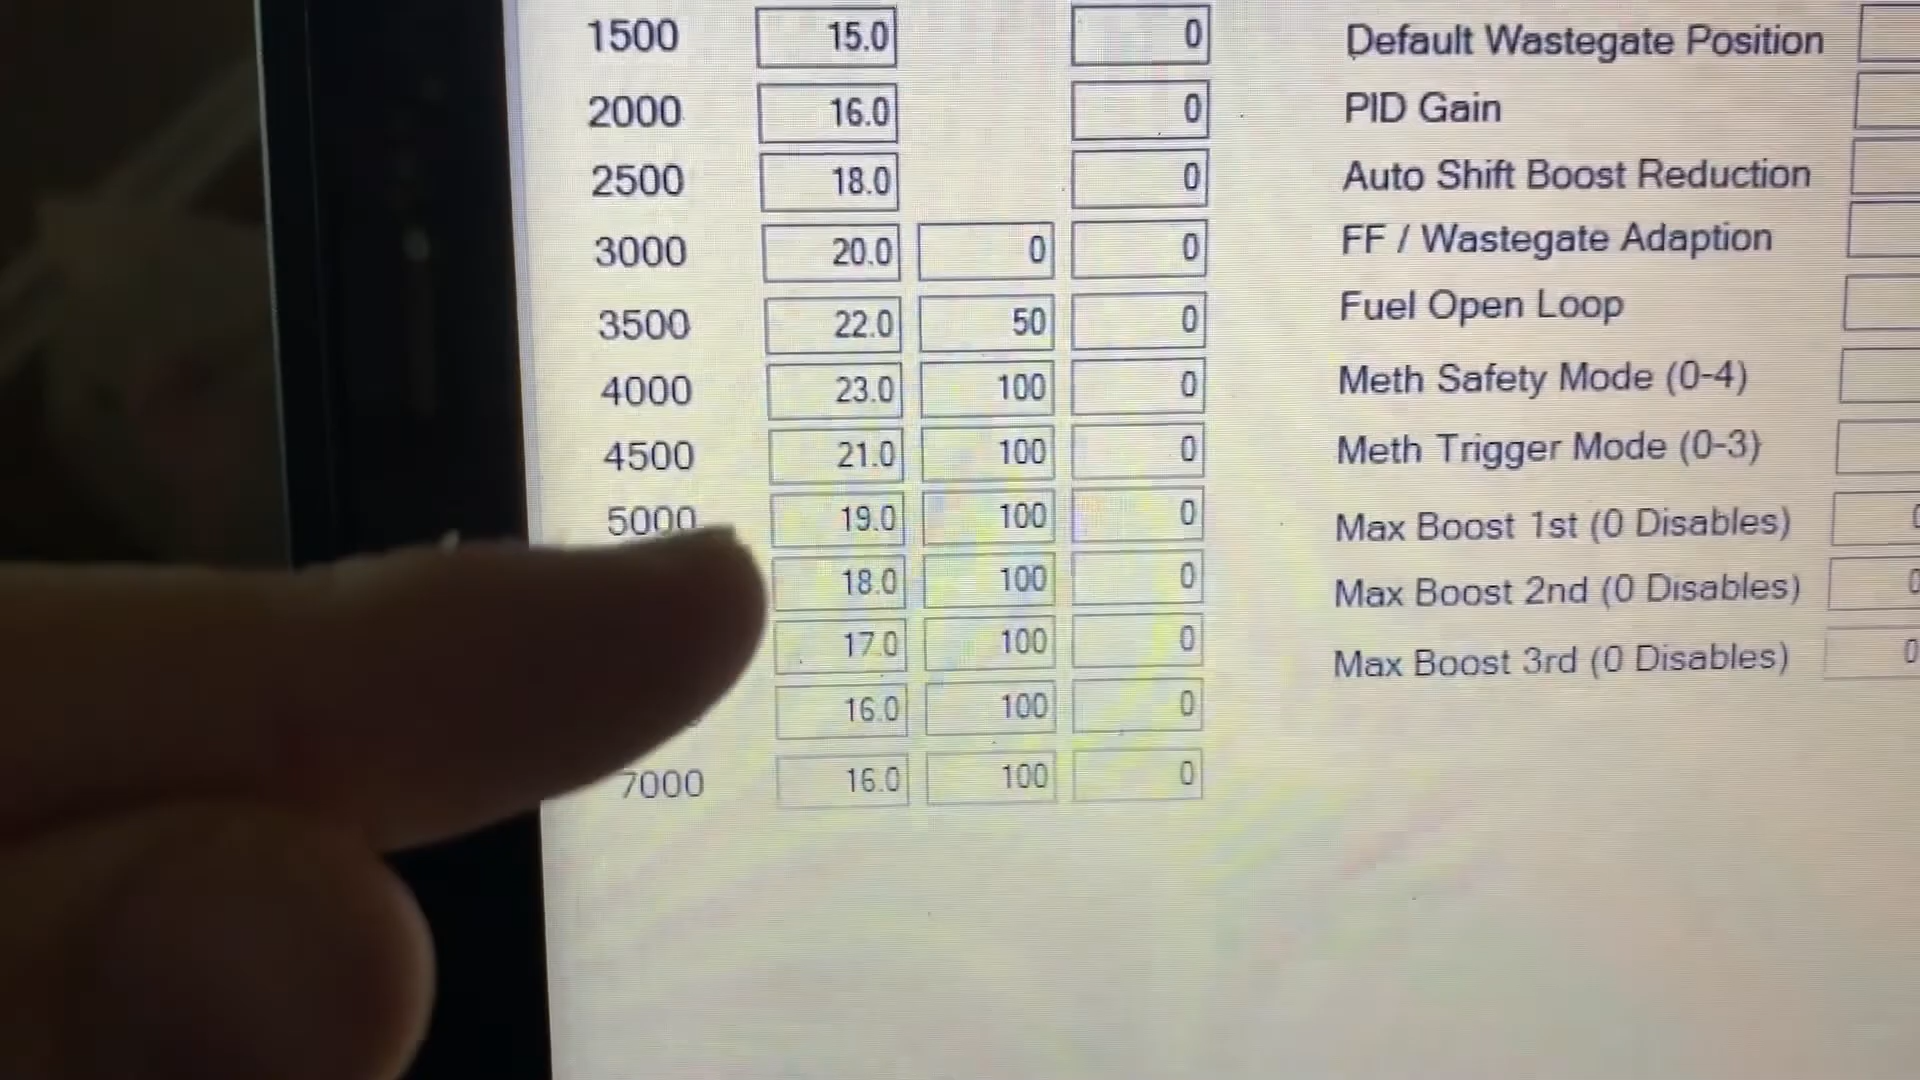 1500 15.0 0 Default Wastegate Position
2000 16.0 0 PID Gain
2500 18.0 0 Auto Shift Boost Reduction
3000 20.0 0 0 FF / Wastegate Adaption
3500 22.0 50 0 Fuel Open Loop
4000 23.0 100 0 Meth Safety Mode (0-4)
4500 21.0 100 0 Meth Trigger Mode (0-3)
5000 19.0 100 0 Max Boost 1st (0 Disables) 0
18.0 100 0 Max Boost 2nd (0 Disables) 0
17.0 100 0 Max Boost 3rd (0 Disables) 0
16.0 100 0
7000 16.0 100 0